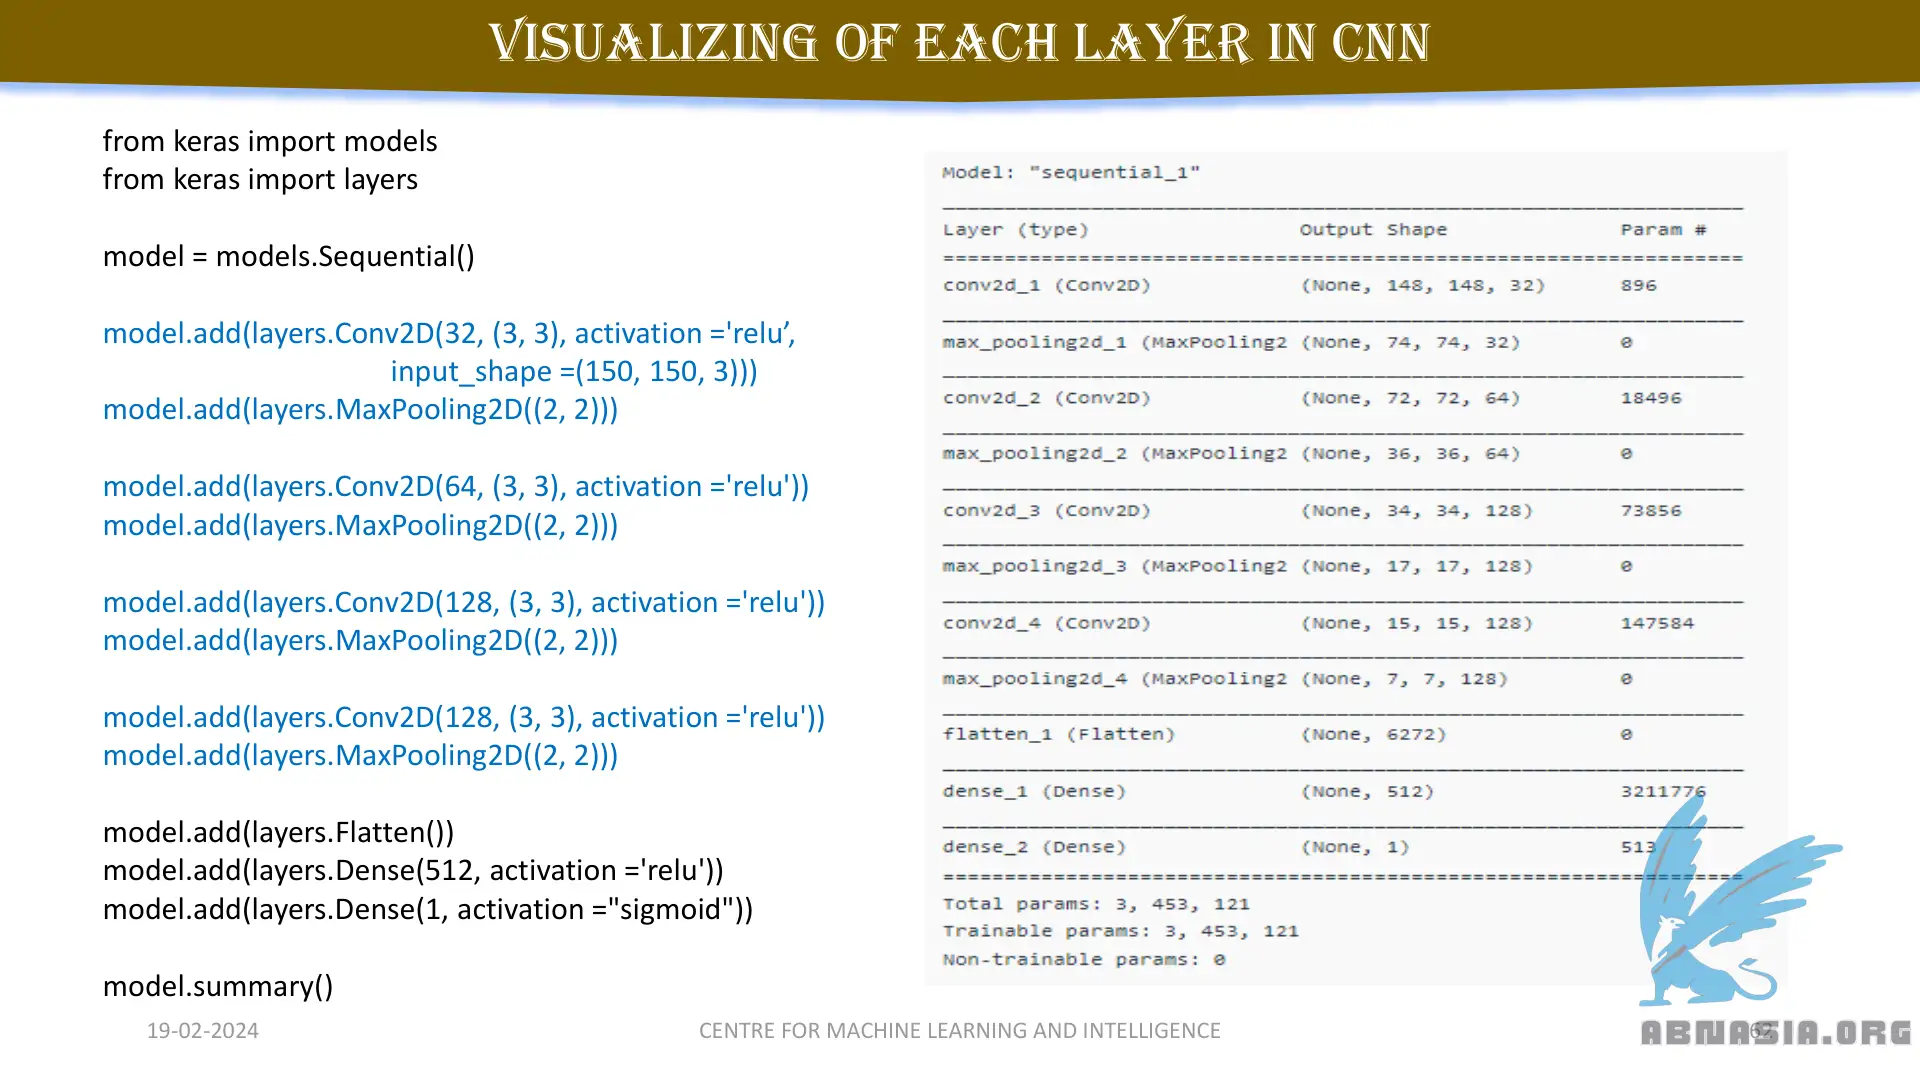 VISUALIZING OF EACH LAYER IN CNN
from keras import models
from keras import layers
model = models.Sequential()
model.add(layers.Conv2D(32, (3, 3), activation ='relu’,
input_shape =(150, 150, 3)))
model.add(layers.MaxPooling2D((2, 2)))
model.add(layers.Conv2D(64, (3, 3), activation ='relu'))
model.add(layers.MaxPooling2D((2, 2)))
model.add(layers.Conv2D(128, (3, 3), activation ='relu'))
model.add(layers.MaxPooling2D((2, 2)))
model.add(layers.Conv2D(128, (3, 3), activation ='relu'))
model.add(layers.MaxPooling2D((2, 2)))
model.add(layers.Flatten())
model.add(layers.Dense(512, activation ='relu'))
model.add(layers.Dense(1, activation ="sigmoid"))
model.summary()
Model: "sequential_1"
Layer (type) Output Shape Param #
conv2d_1 (Conv2D) (None, 148, 148, 32) 896
max_pooling2d_1 (MaxPooling2 (None, 74, 74, 32) 0
conv2d_2 (Conv2D) (None, 72, 72, 64) 18496
max_pooling2d_2 (MaxPooling2 (None, 36, 36, 64) 0
conv2d_3 (Conv2D) (None, 34, 34, 128) 73856
max_pooling2d_3 (MaxPooling2 (None, 17, 17, 128) 0
conv2d_4 (Conv2D) (None, 15, 15, 128) 147584
max_pooling2d_4 (MaxPooling2 (None, 7, 7, 128) 0
flatten_1 (Flatten) (None, 6272) 0
dense_1 (Dense) (None, 512) 3211776
dense_2 (Dense) (None, 1) 513
Total params: 3, 453, 121
Trainable params: 3, 453, 121
Non-trainable params: 0
19-02-2024
CENTRE FOR MACHINE LEARNING AND INTELLIGENCE
62
ABNASIA.ORG